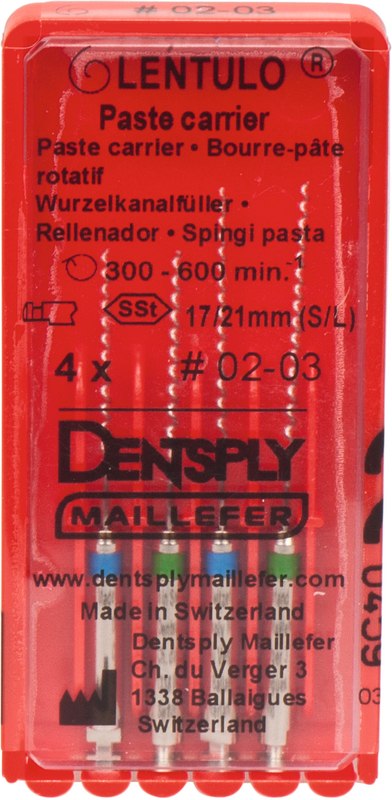 # 02-03
LENTULO ®
Paste carrier
Paste carrier • Bourre-pâte
rotatif
Wurzelkanalfüller •
Rellenador • Spingi pasta
300 - 600 min.-1
SSt 17/21mm (S/L)
4 x # 02-03
DENTSPLY
MAILLEFER
www.dentsplymaillefer.com
Made in Switzerland
Dentsply Maillefer
Ch. du Verger 3
1338 Ballaigues
Switzerland
0459
03